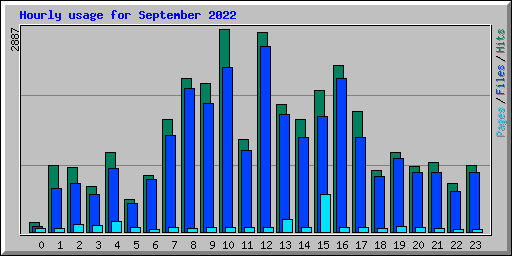 Hourly usage for September 2022
2887
Pages/Files/Hits
0 1 2 3 4 5 6 7 8 9 10 11 12 13 14 15 16 17 18 19 20 21 22 23